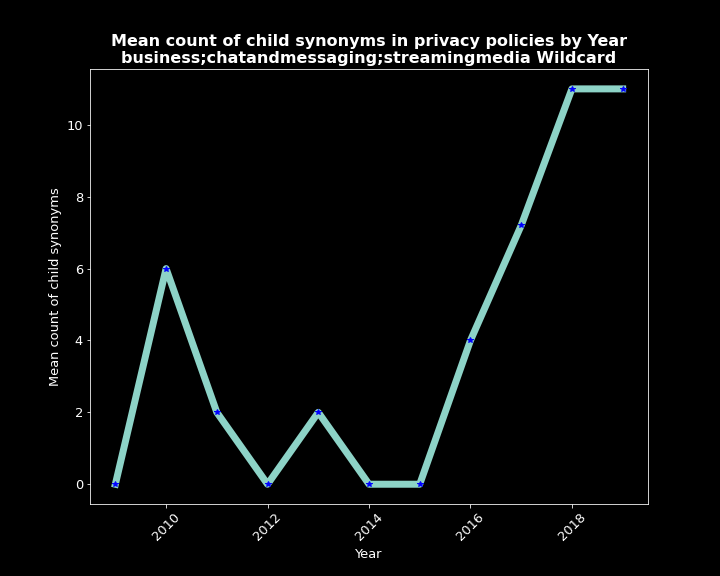 Mean count of child synonyms in privacy policies by Year
business;chatandmessaging;streamingmedia Wildcard
Mean count of child synonyms
10
8
6
4
2
0
2010
2012
2014
2016
2018
Year